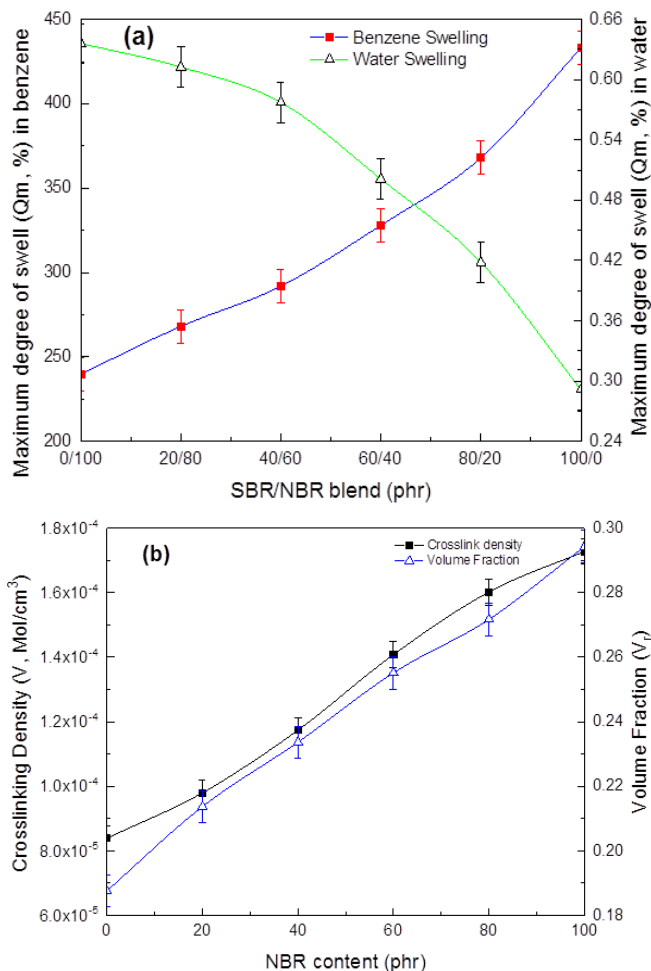 (a)
Benzene Swelling
Water Swelling
Maximum degree of swell (Qm, %) in benzene
450
400
350
300
250
200
Maximum degree of swell (Qm, %) in water
0.66
0.60
0.54
0.48
0.42
0.36
0.30
0.24
0/100 20/80 40/60 60/40 80/20 100/0
SBR/NBR blend (phr)
(b)
Crosslink density
Volume Fraction
Crosslinking Density (V, Mol/cm³)
1.8x10⁻⁴
1.6x10⁻⁴
1.4x10⁻⁴
1.2x10⁻⁴
1.0x10⁻⁴
8.0x10⁻⁵
6.0x10⁻⁵
Volume Fraction (Vᵣ)
0.30
0.28
0.26
0.24
0.22
0.20
0.18
0 20 40 60 80 100
NBR content (phr)